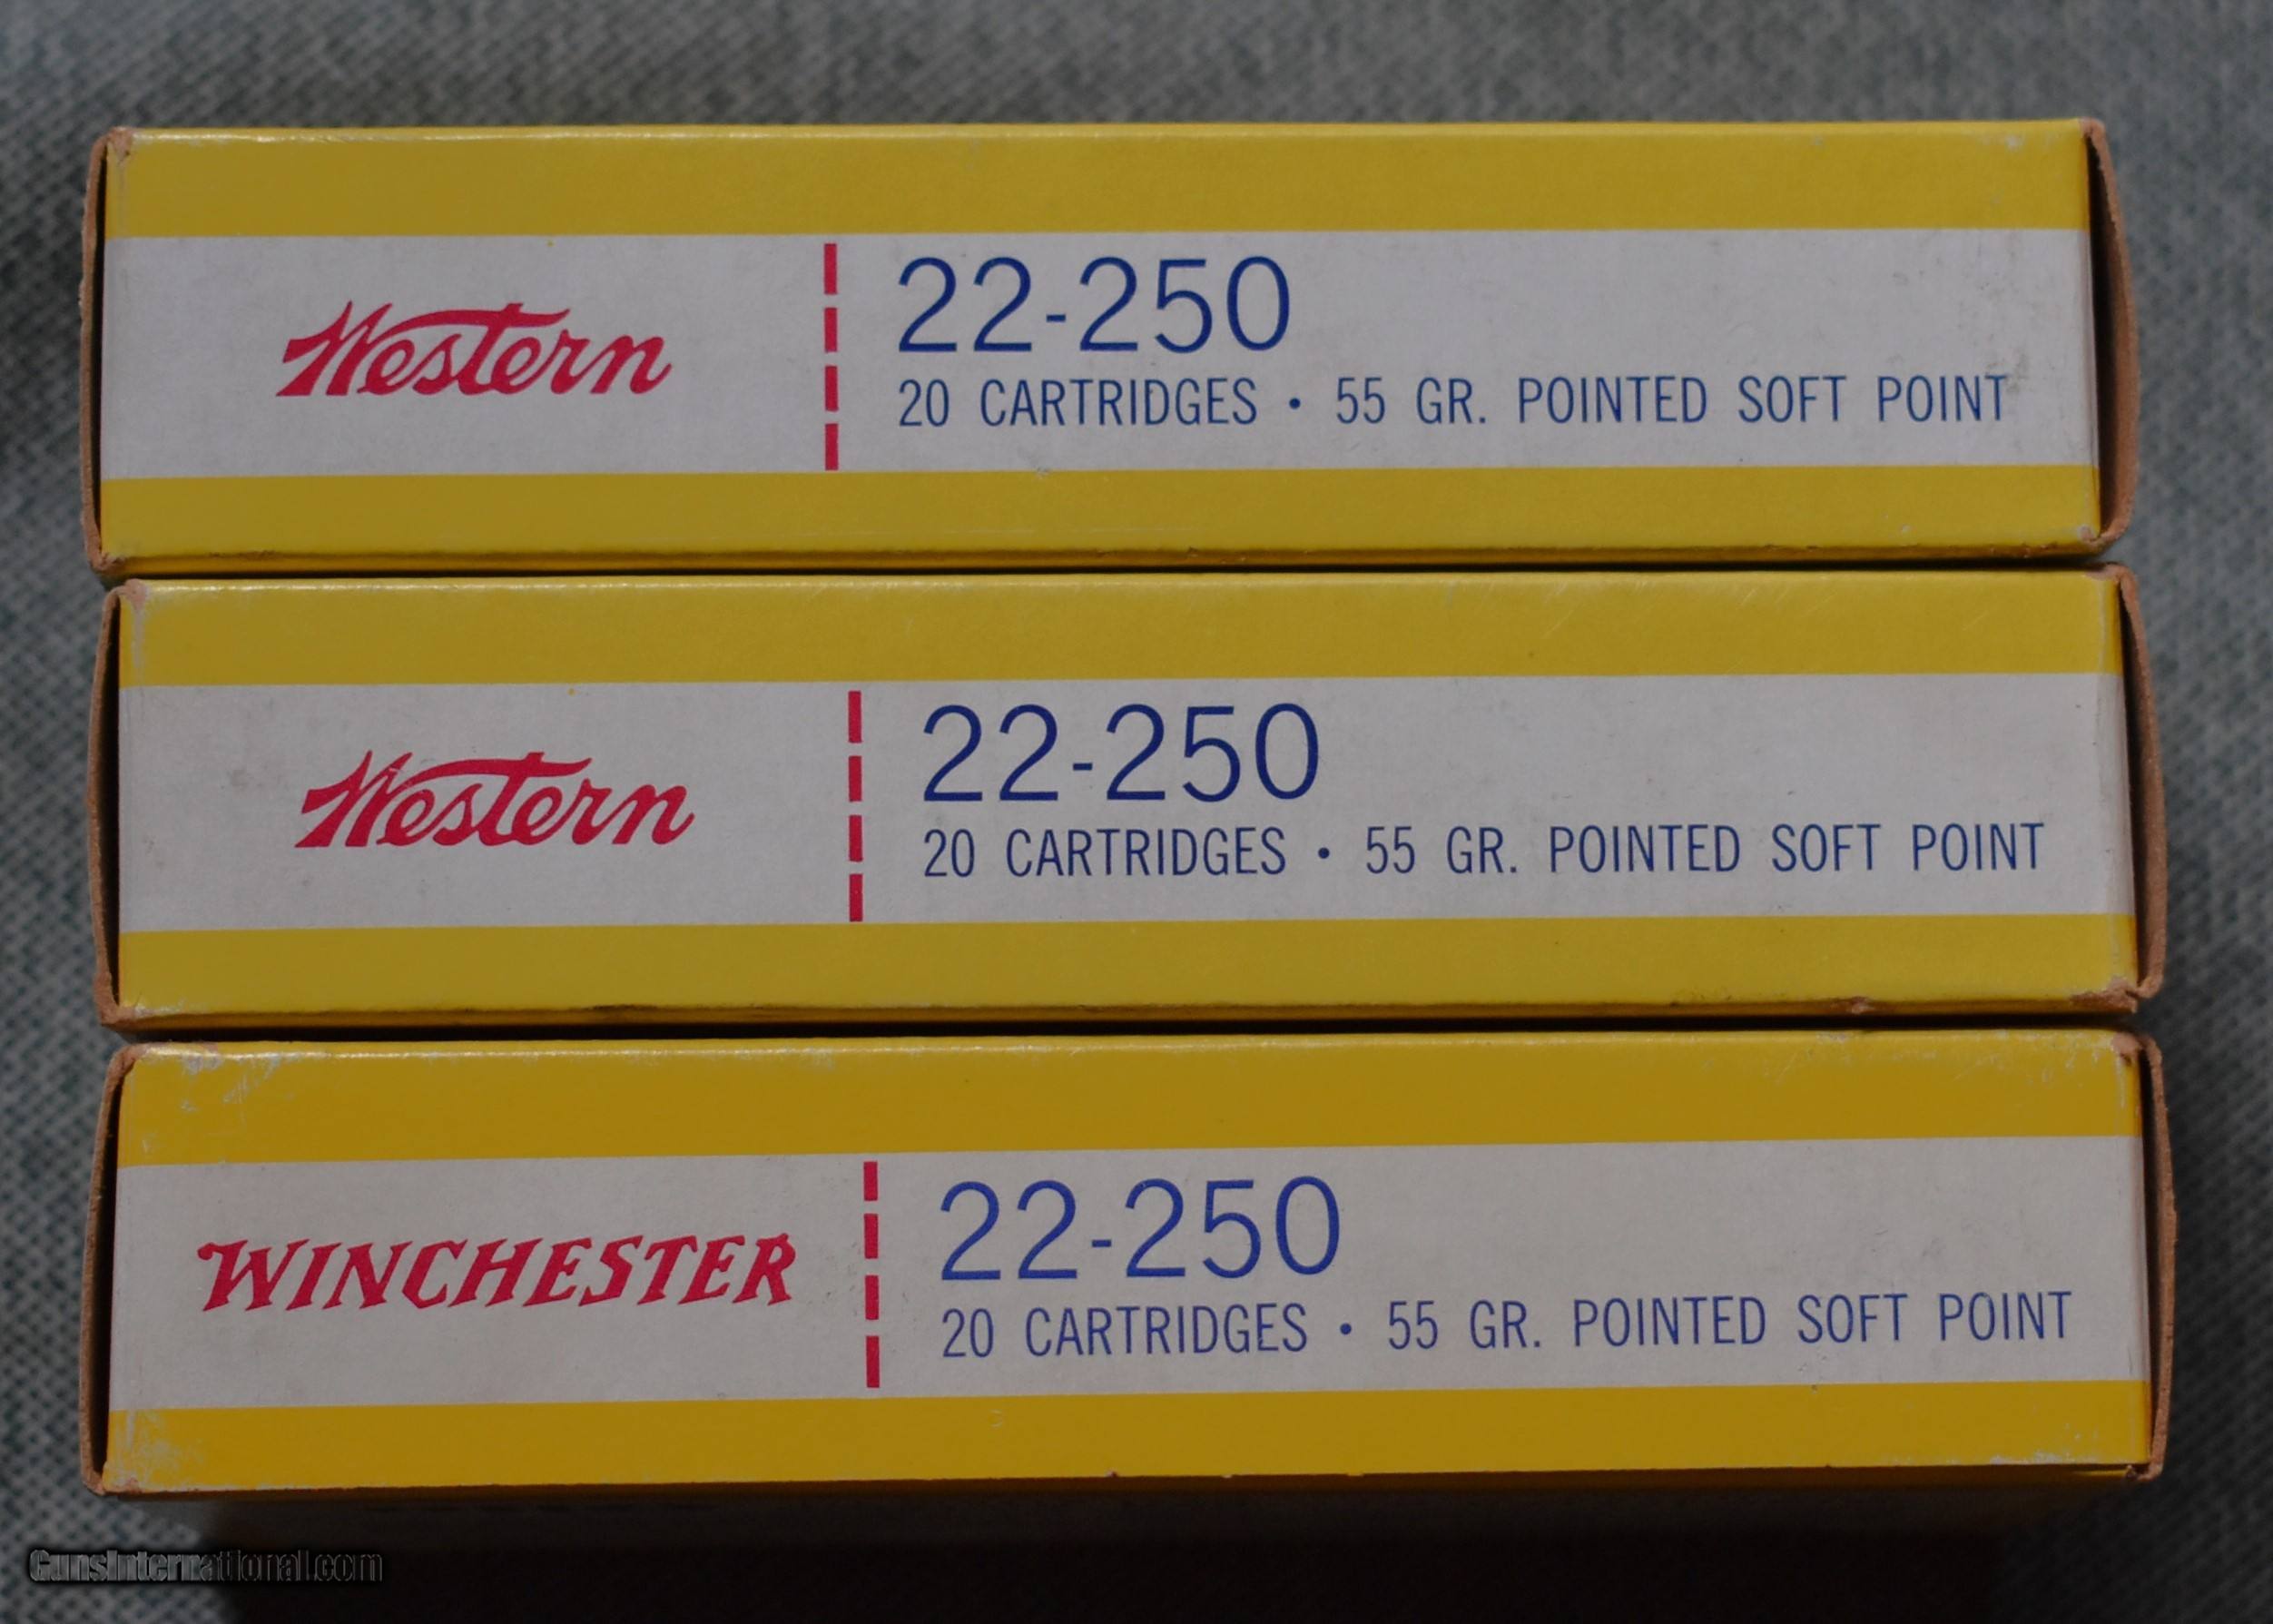 Western
22-250
20 CARTRIDGES • 55 GR. POINTED SOFT POINT
Western
22-250
20 CARTRIDGES • 55 GR. POINTED SOFT POINT
WINCHESTER
22-250
20 CARTRIDGES • 55 GR. POINTED SOFT POINT
GunsInternational.com